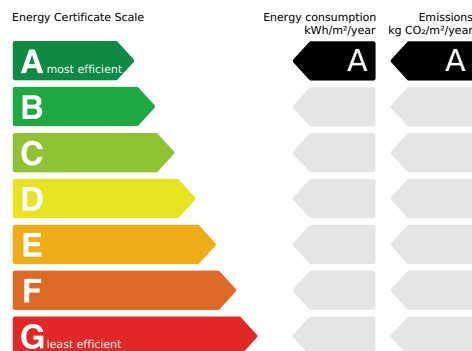 Energy Certificate Scale
Energy consumption
kWh/m²/year
Emissions
kg CO₂/m²/year
A most efficient
A
A
B
C
D
E
F
G least efficient